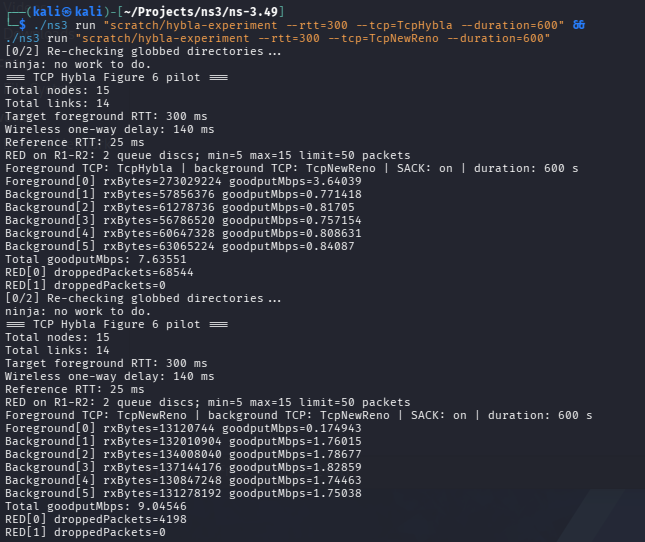 ┌──(kali㉿kali)-[~/Projects/ns3/ns-3.49]
└─$ ./ns3 run "scratch/hybla-experiment --rtt=300 --tcp=TcpHybla --duration=600" &&
./ns3 run "scratch/hybla-experiment --rtt=300 --tcp=TcpNewReno --duration=600"
[0/2] Re-checking globbed directories...
ninja: no work to do.
=== TCP Hybla Figure 6 pilot ===
Total nodes: 15
Total links: 14
Target foreground RTT: 300 ms
Wireless one-way delay: 140 ms
Reference RTT: 25 ms
RED on R1-R2: 2 queue discs; min=5 max=15 limit=50 packets
Foreground TCP: TcpHybla | background TCP: TcpNewReno | SACK: on | duration: 600 s
Foreground[0] rxBytes=273029224 goodputMbps=3.64039
Background[1] rxBytes=57856376 goodputMbps=0.771418
Background[2] rxBytes=61278736 goodputMbps=0.81705
Background[3] rxBytes=56786520 goodputMbps=0.757154
Background[4] rxBytes=60647328 goodputMbps=0.808631
Background[5] rxBytes=63065224 goodputMbps=0.84087
Total goodputMbps: 7.63551
RED[0] droppedPackets=68544
RED[1] droppedPackets=0
[0/2] Re-checking globbed directories...
ninja: no work to do.
=== TCP Hybla Figure 6 pilot ===
Total nodes: 15
Total links: 14
Target foreground RTT: 300 ms
Wireless one-way delay: 140 ms
Reference RTT: 25 ms
RED on R1-R2: 2 queue discs; min=5 max=15 limit=50 packets
Foreground TCP: TcpNewReno | background TCP: TcpNewReno | SACK: on | duration: 600 s
Foreground[0] rxBytes=13120744 goodputMbps=0.174943
Background[1] rxBytes=132010904 goodputMbps=1.76015
Background[2] rxBytes=134008040 goodputMbps=1.78677
Background[3] rxBytes=137144176 goodputMbps=1.82859
Background[4] rxBytes=130847248 goodputMbps=1.74463
Background[5] rxBytes=131278192 goodputMbps=1.75038
Total goodputMbps: 9.04546
RED[0] droppedPackets=4198
RED[1] droppedPackets=0